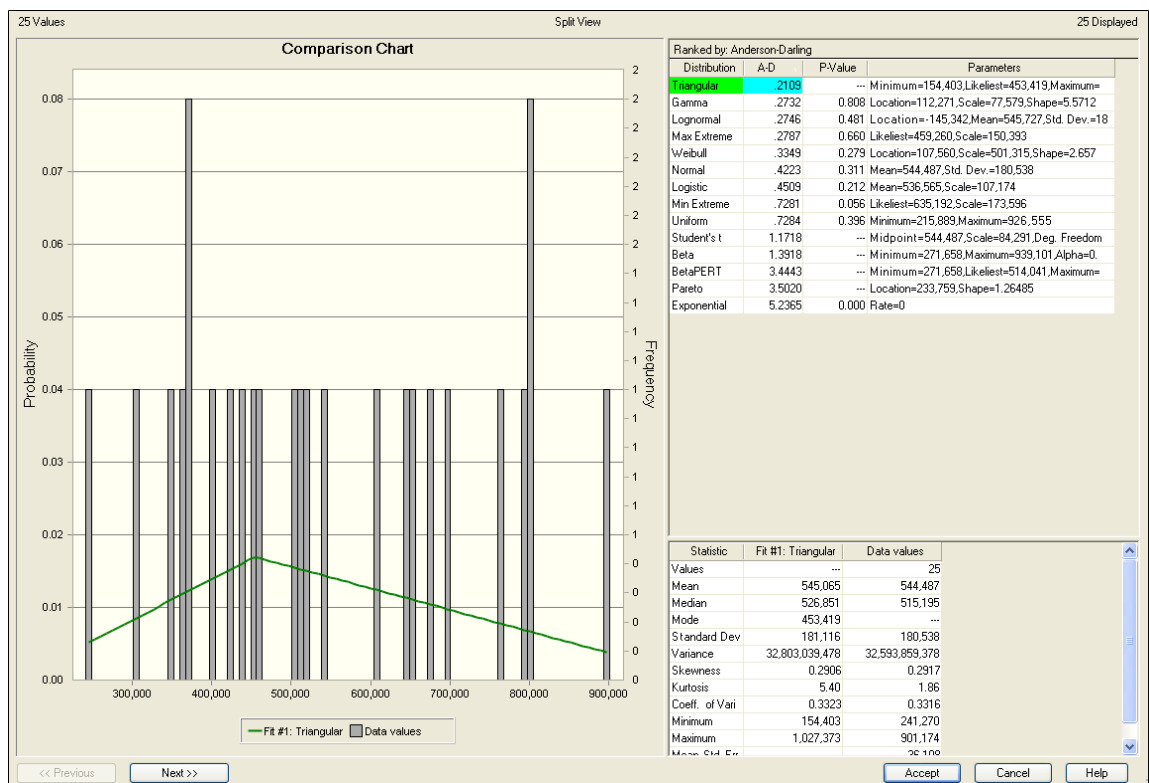 25 Values Split View 25 Displayed
Comparison Chart
Probability
0.08
0.07
0.06
0.05
0.04
0.03
0.02
0.01
0.00
2
2
2
2
2
2
2
2
2
1
1
1
1
1
1
1
1
0
0
0
0
0
Frequency
300,000 400,000 500,000 600,000 700,000 800,000 900,000
Fit #1: Triangular Data values
Ranked by: Anderson-Darling
Distribution A-D P-Value Parameters
Triangular .2109 --- Minimum=154,403,Likeliest=453,419,Maximum=
Gamma .2732 0.808 Location=112,271,Scale=77,579,Shape=5.5712
Lognormal .2746 0.481 Location=-145,342,Mean=545,727,Std. Dev.=18
Max Extreme .2787 0.660 Likeliest=459,260,Scale=150,393
Weibull .3349 0.279 Location=107,560,Scale=501,315,Shape=2.657
Normal .4223 0.311 Mean=544,487,Std. Dev.=180,538
Logistic .4509 0.212 Mean=536,565,Scale=107,174
Min Extreme .7281 0.056 Likeliest=635,192,Scale=173,596
Uniform .7284 0.396 Minimum=215,889,Maximum=926,555
Student's t 1.1718 --- Midpoint=544,487,Scale=84,291,Deg. Freedom
Beta 1.3918 --- Minimum=271,658,Maximum=939,101,Alpha=0.
BetaPERT 3.4443 --- Minimum=271,658,Likeliest=514,041,Maximum=
Pareto 3.5020 --- Location=233,759,Shape=1.26485
Exponential 5.2365 0.000 Rate=0
Statistic Fit #1: Triangular Data values
Values --- 25
Mean 545,065 544,487
Median 526,851 515,195
Mode 453,419 ---
Standard Dev 181,116 180,538
Variance 32,803,039,478 32,593,859,378
Skewness 0.2906 0.2917
Kurtosis 5.40 1.86
Coeff. of Vari 0.3323 0.3316
Minimum 154,403 241,270
Maximum 1,027,373 901,174
Mean Std. Err 36,108
<< Previous Next >> Accept Cancel Help